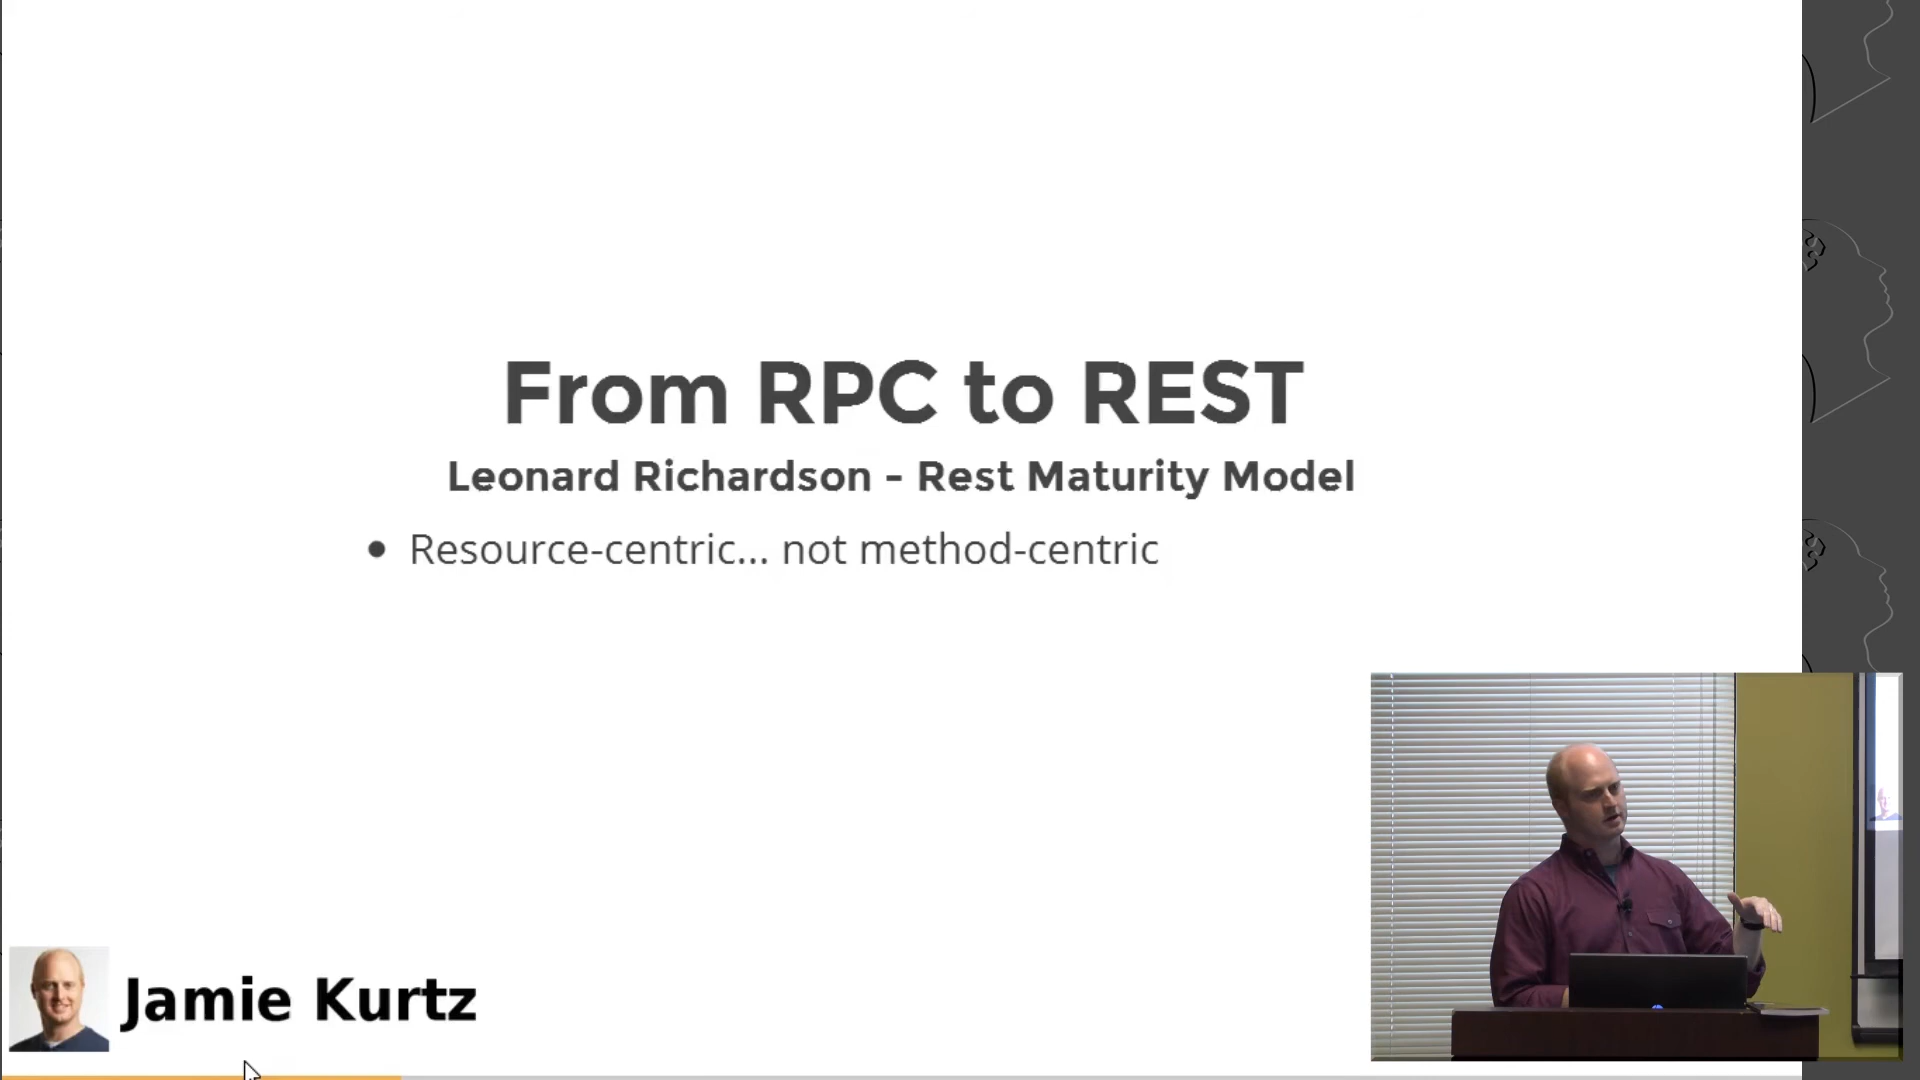 From RPC to REST
Leonard Richardson - Rest Maturity Model
• Resource-centric... not method-centric
Jamie Kurtz